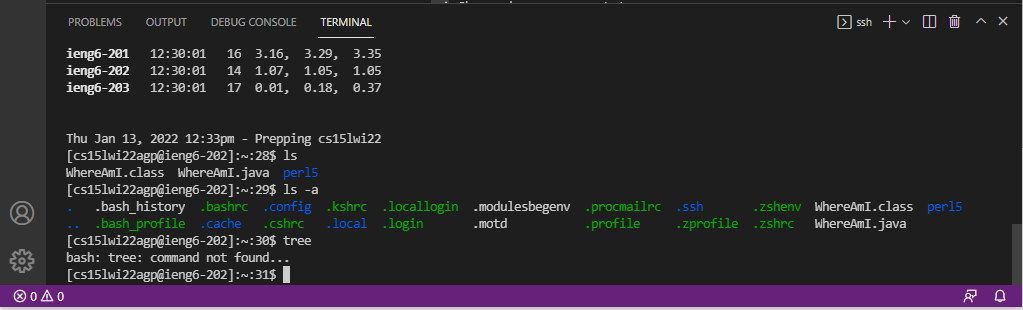 PROBLEMS OUTPUT DEBUG CONSOLE TERMINAL ssh
ieng6-201 12:30:01 16 3.16, 3.29, 3.35
ieng6-202 12:30:01 14 1.07, 1.05, 1.05
ieng6-203 12:30:01 17 0.01, 0.18, 0.37
Thu Jan 13, 2022 12:33pm - Prepping cs15lwi22
[cs15lwi22agp@ieng6-202]:~:28$ ls
WhereAmI.class WhereAmI.java perl5
[cs15lwi22agp@ieng6-202]:~:29$ ls -a
. .bash_history .bashrc .config .kshrc .locallogin .modulesbegenv .procmailrc .ssh .zshenv WhereAmI.class perl5
.. .bash_profile .cache .cshrc .local .login .motd .profile .zprofile .zshrc WhereAmI.java
[cs15lwi22agp@ieng6-202]:~:30$ tree
bash: tree: command not found...
[cs15lwi22agp@ieng6-202]:~:31$
0 0